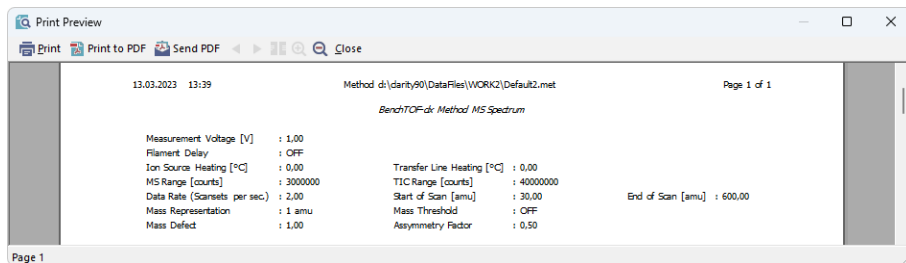 Print Preview
Print Print to PDF Send PDF Close
13.03.2023 13:39 Method d:\clarity90\DataFiles\WORK2\Default2.met Page 1 of 1
BenchTOF-dx Method MS Spectrum
Measurement Voltage [V] : 1,00
Filament Delay : OFF
Ion Source Heating [°C] : 0,00 Transfer Line Heating [°C] : 0,00
MS Range [counts] : 3000000 TIC Range [counts] : 40000000
Data Rate (Scansets per sec.) : 2,00 Start of Scan [amu] : 30,00 End of Scan [amu] : 600,00
Mass Representation : 1 amu Mass Threshold : OFF
Mass Defect : 1,00 Assymmetry Factor : 0,50
Page 1